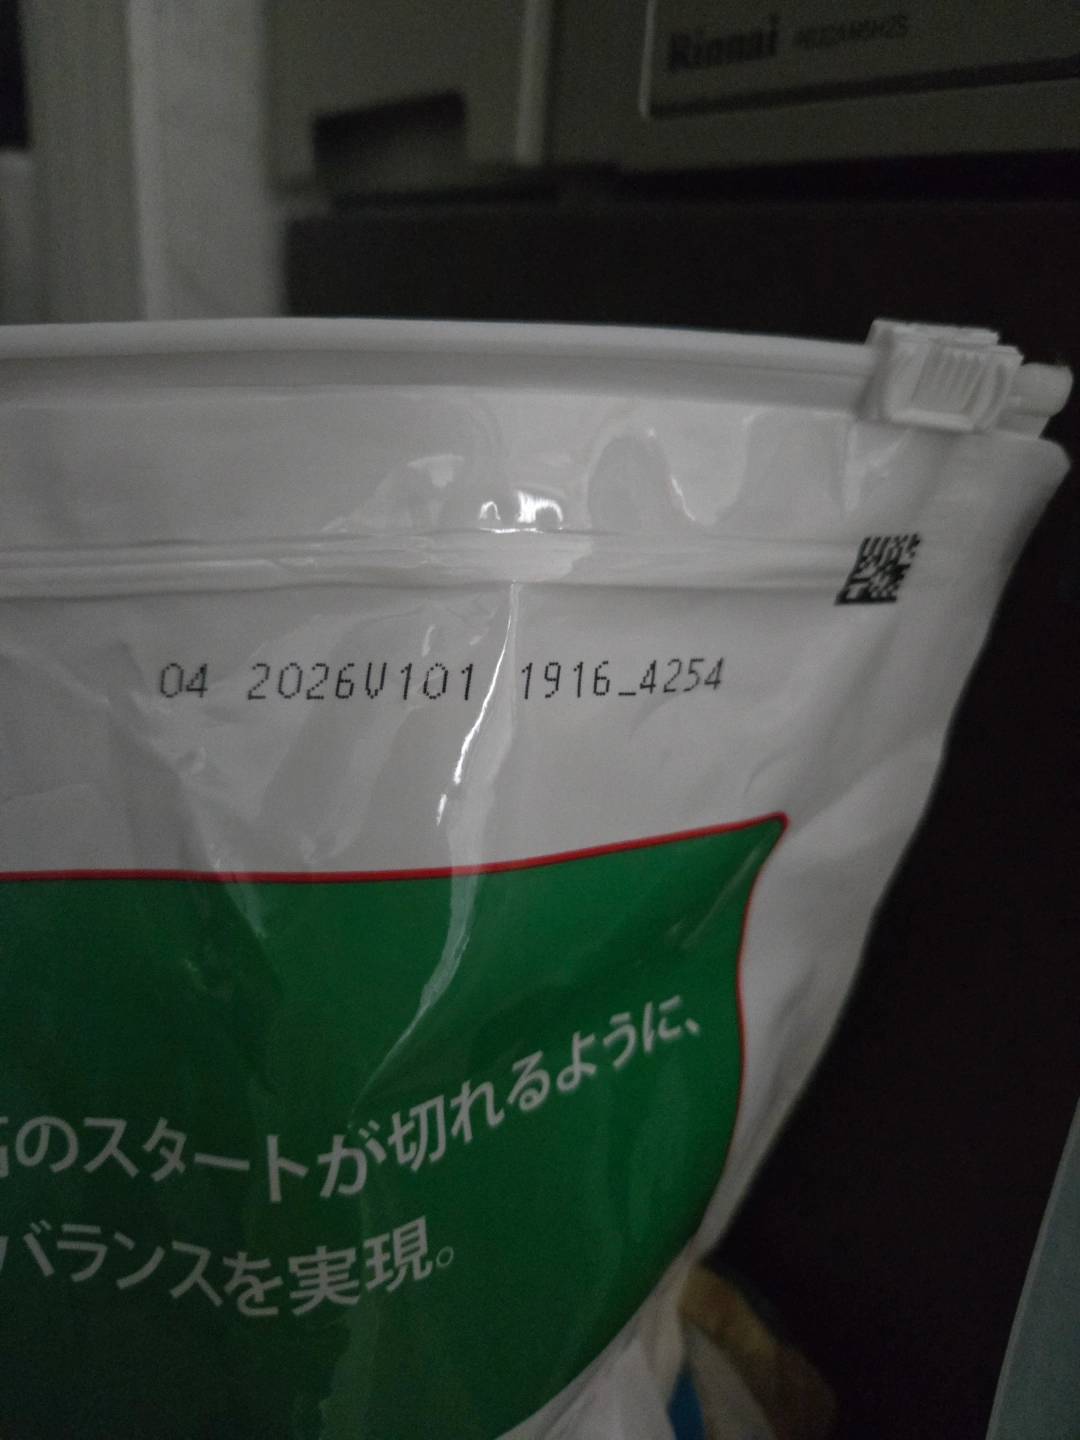 Rinnai
04 2026V101 1916_4254
のスタートが切れるように、
バランスを実現。